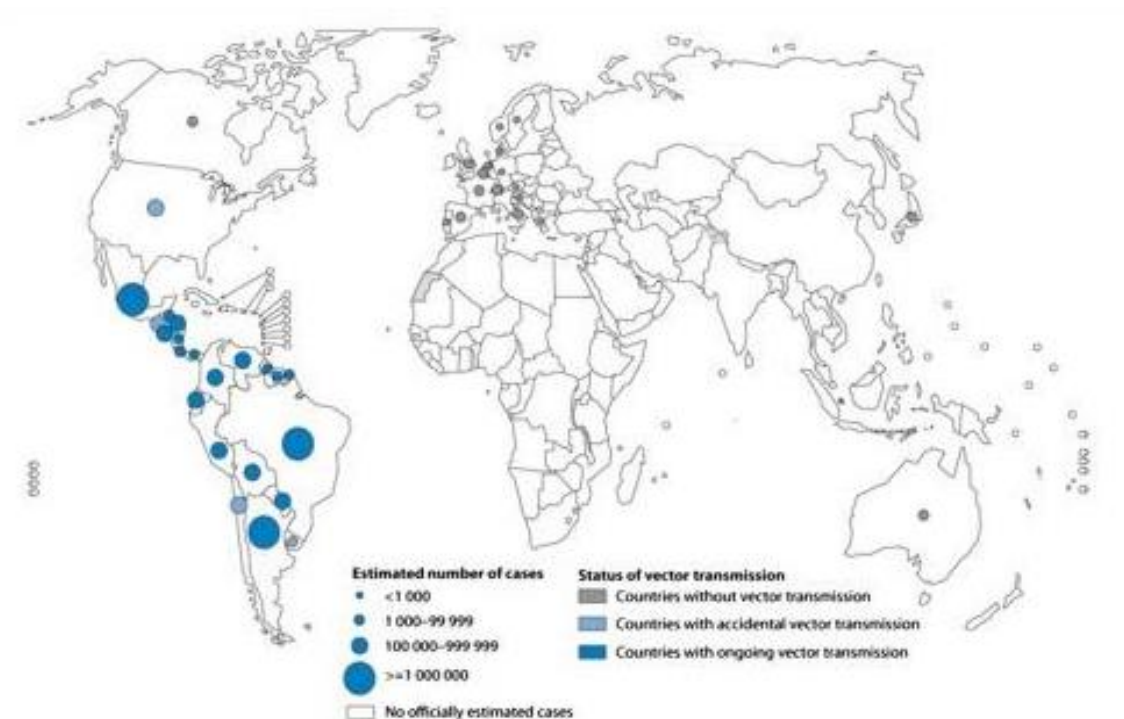 Estimated number of cases
<1 000
1 000–99 999
100 000–999 999
>=1 000 000
No officially estimated cases
Status of vector transmission
Countries without vector transmission
Countries with accidental vector transmission
Countries with ongoing vector transmission